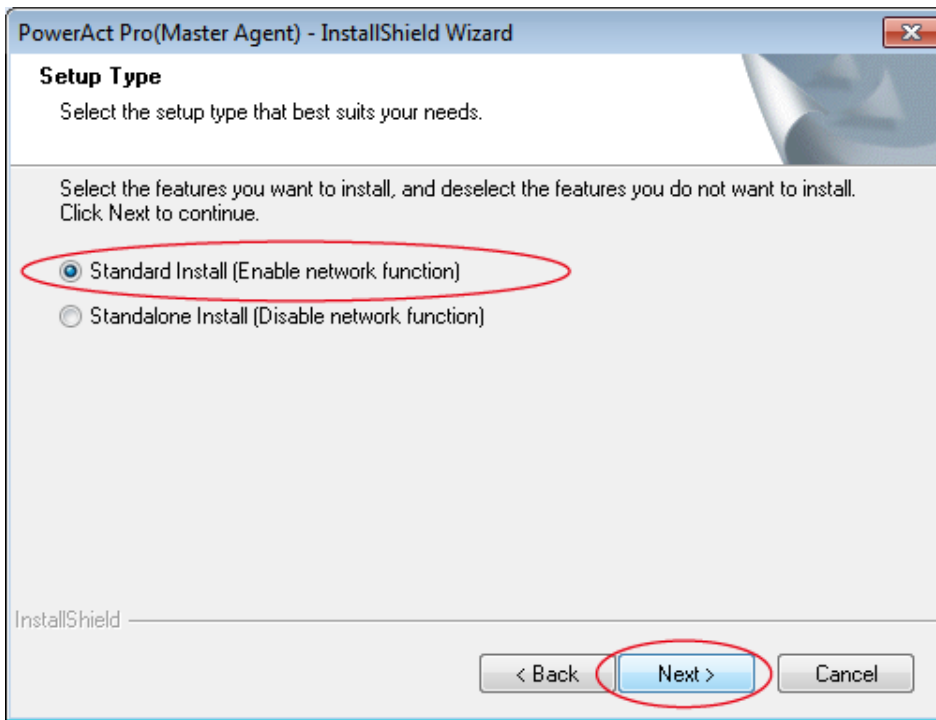 PowerAct Pro(Master Agent) - InstallShield Wizard
Setup Type
Select the setup type that best suits your needs.
Select the features you want to install, and deselect the features you do not want to install.
Click Next to continue.
Standard Install (Enable network function)
Standalone Install (Disable network function)
InstallShield
< Back Next > Cancel